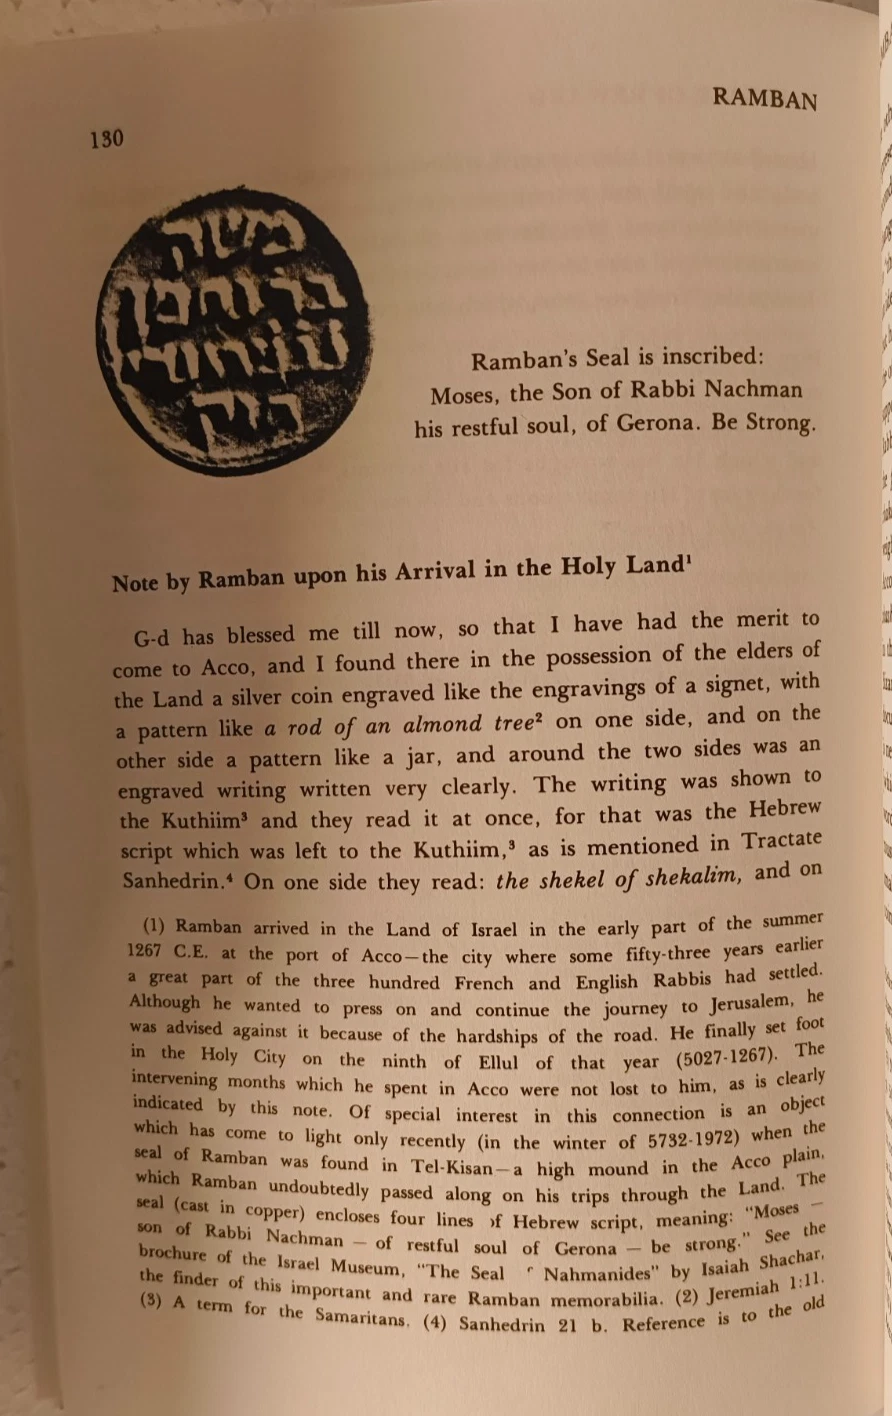 RAMBAN
130
משה
ברנחמן
נ״נ גירונדי
חזק
Ramban's Seal is inscribed:
Moses, the Son of Rabbi Nachman
his restful soul, of Gerona. Be Strong.
Note by Ramban upon his Arrival in the Holy Land¹
G-d has blessed me till now, so that I have had the merit to
come to Acco, and I found there in the possession of the elders of
the Land a silver coin engraved like the engravings of a signet, with
a pattern like a rod of an almond tree² on one side, and on the
other side a pattern like a jar, and around the two sides was an
engraved writing written very clearly. The writing was shown to
the Kuthiim³ and they read it at once, for that was the Hebrew
script which was left to the Kuthiim,³ as is mentioned in Tractate
Sanhedrin.⁴ On one side they read: the shekel of shekalim, and on
(1) Ramban arrived in the Land of Israel in the early part of the summer
1267 C.E. at the port of Acco—the city where some fifty-three years earlier
a great part of the three hundred French and English Rabbis had settled.
Although he wanted to press on and continue the journey to Jerusalem, he
was advised against it because of the hardships of the road. He finally set foot
in the Holy City on the ninth of Ellul of that year (5027-1267). The
intervening months which he spent in Acco were not lost to him, as is clearly
indicated by this note. Of special interest in this connection is an object
which has come to light only recently (in the winter of 5732-1972) when the
seal of Ramban was found in Tel-Kisan—a high mound in the Acco plain,
which Ramban undoubtedly passed along on his trips through the Land. The
seal (cast in copper) encloses four lines of Hebrew script, meaning: "Moses —
son of Rabbi Nachman — of restful soul of Gerona — be strong." See the
brochure of the Israel Museum, "The Seal Nahmanides" by Isaiah Shachar,
the finder of this important and rare Ramban memorabilia. (2) Jeremiah 1:11.
(3) A term for the Samaritans. (4) Sanhedrin 21 b. Reference is to the old